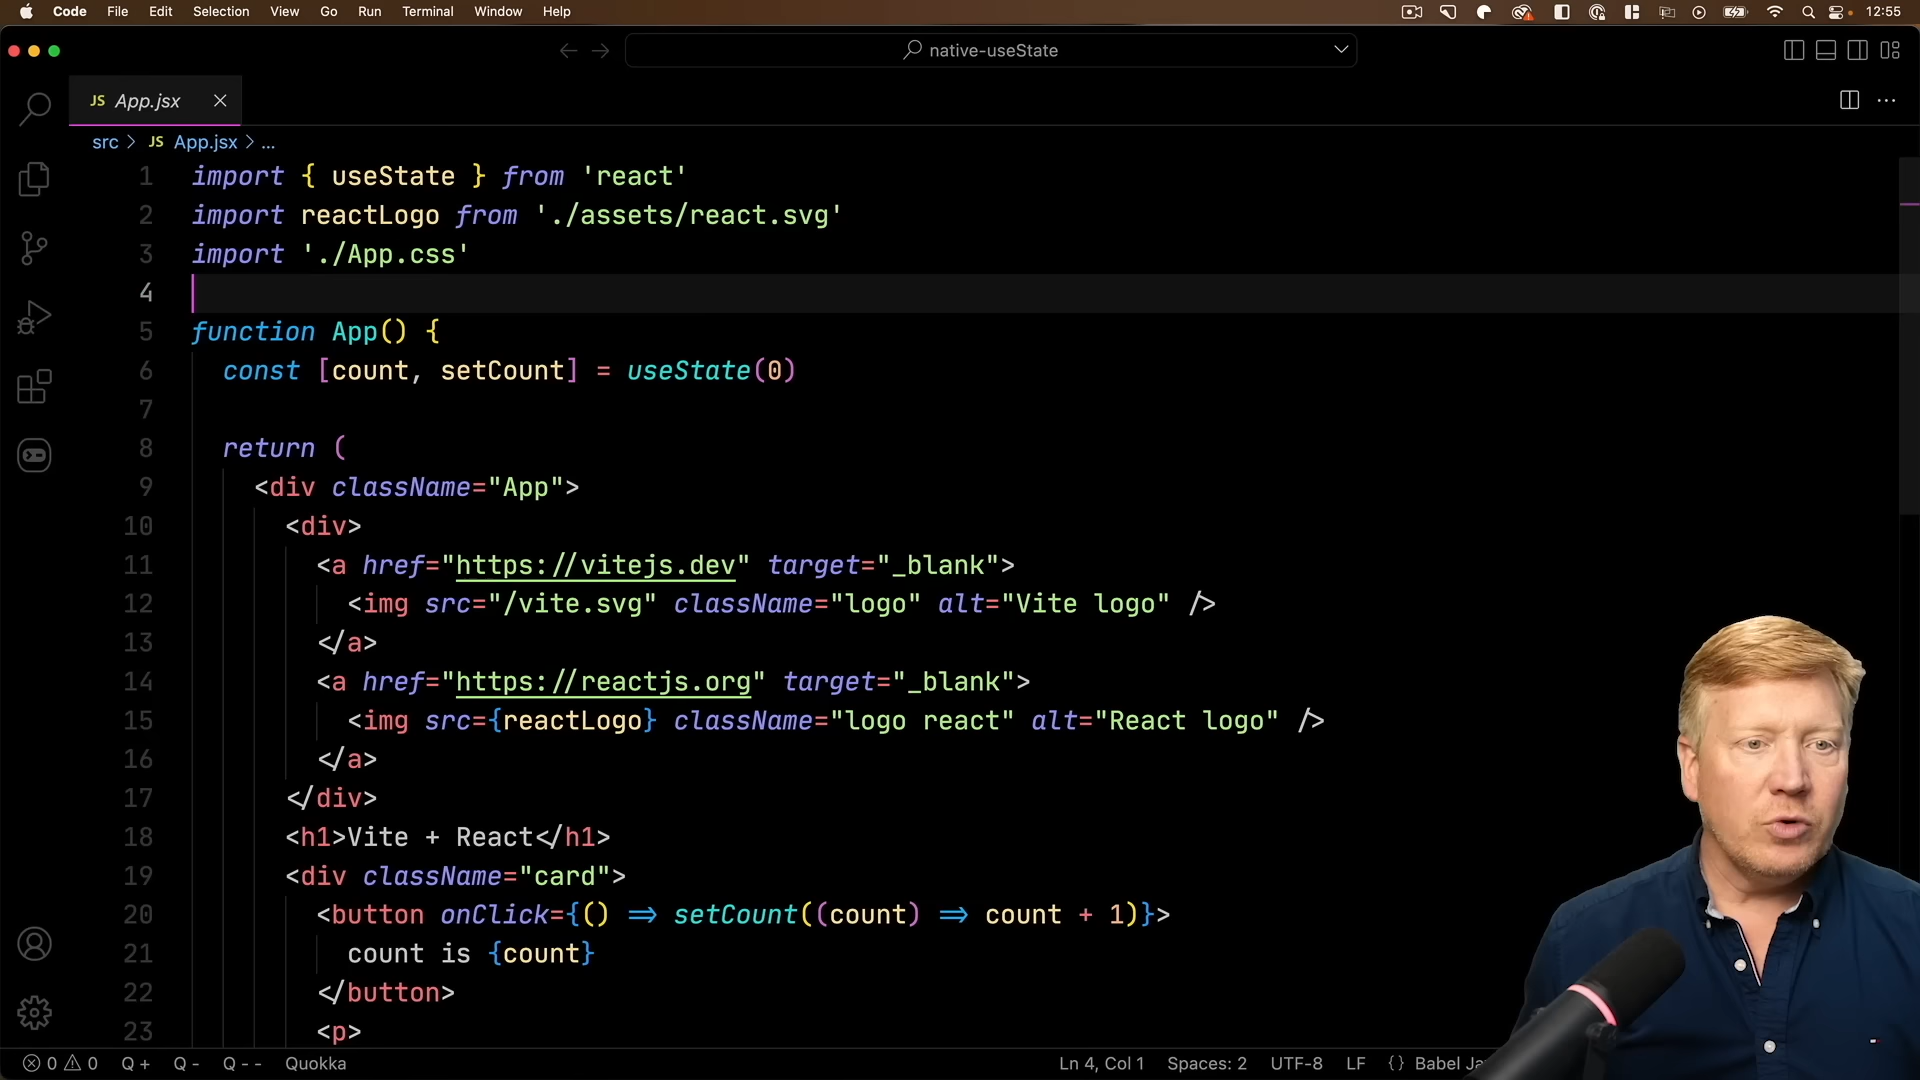 Code File Edit Selection View Go Run Terminal Window Help 12:55
native-useState
JS App.jsx
src > JS App.jsx > ...
1 import { useState } from 'react'
2 import reactLogo from './assets/react.svg'
3 import './App.css'
4
5 function App() {
6 const [count, setCount] = useState(0)
7
8 return (
9 <div className="App">
10 <div>
11 <a href="https://vitejs.dev" target="_blank">
12 <img src="/vite.svg" className="logo" alt="Vite logo" />
13 </a>
14 <a href="https://reactjs.org" target="_blank">
15 <img src={reactLogo} className="logo react" alt="React logo" />
16 </a>
17 </div>
18 <h1>Vite + React</h1>
19 <div className="card">
20 <button onClick={() => setCount((count) => count + 1)}>
21 count is {count}
22 </button>
23 <p>
0 0 Q + Q - Q - - Quokka Ln 4, Col 1 Spaces: 2 UTF-8 LF {} Babel